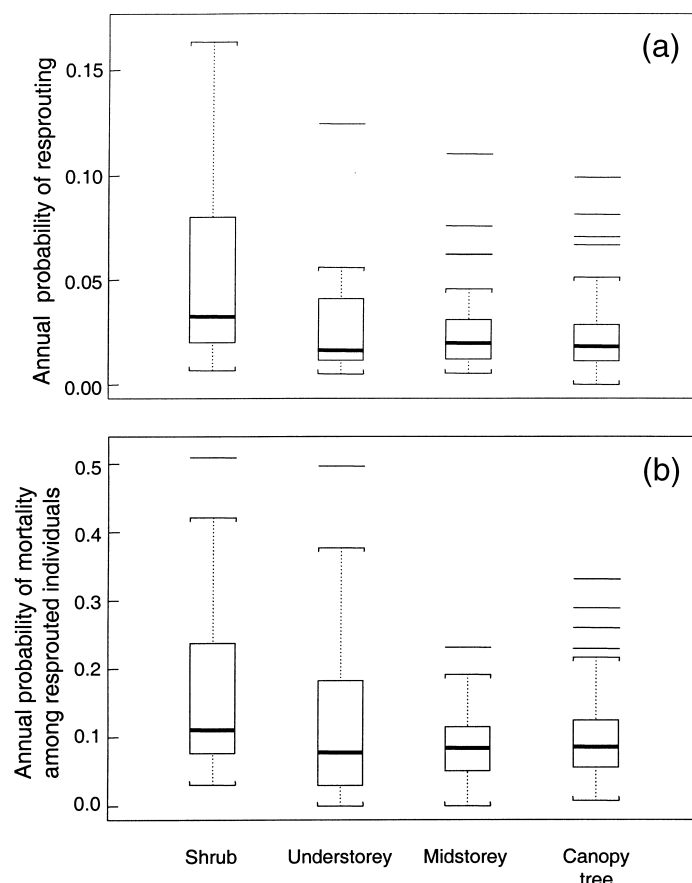 (a)
Annual probability of resprouting
0.15
0.10
0.05
0.00
(b)
Annual probability of mortality
among resprouted individuals
0.5
0.4
0.3
0.2
0.1
0.0
Shrub Understorey Midstorey Canopy
tree